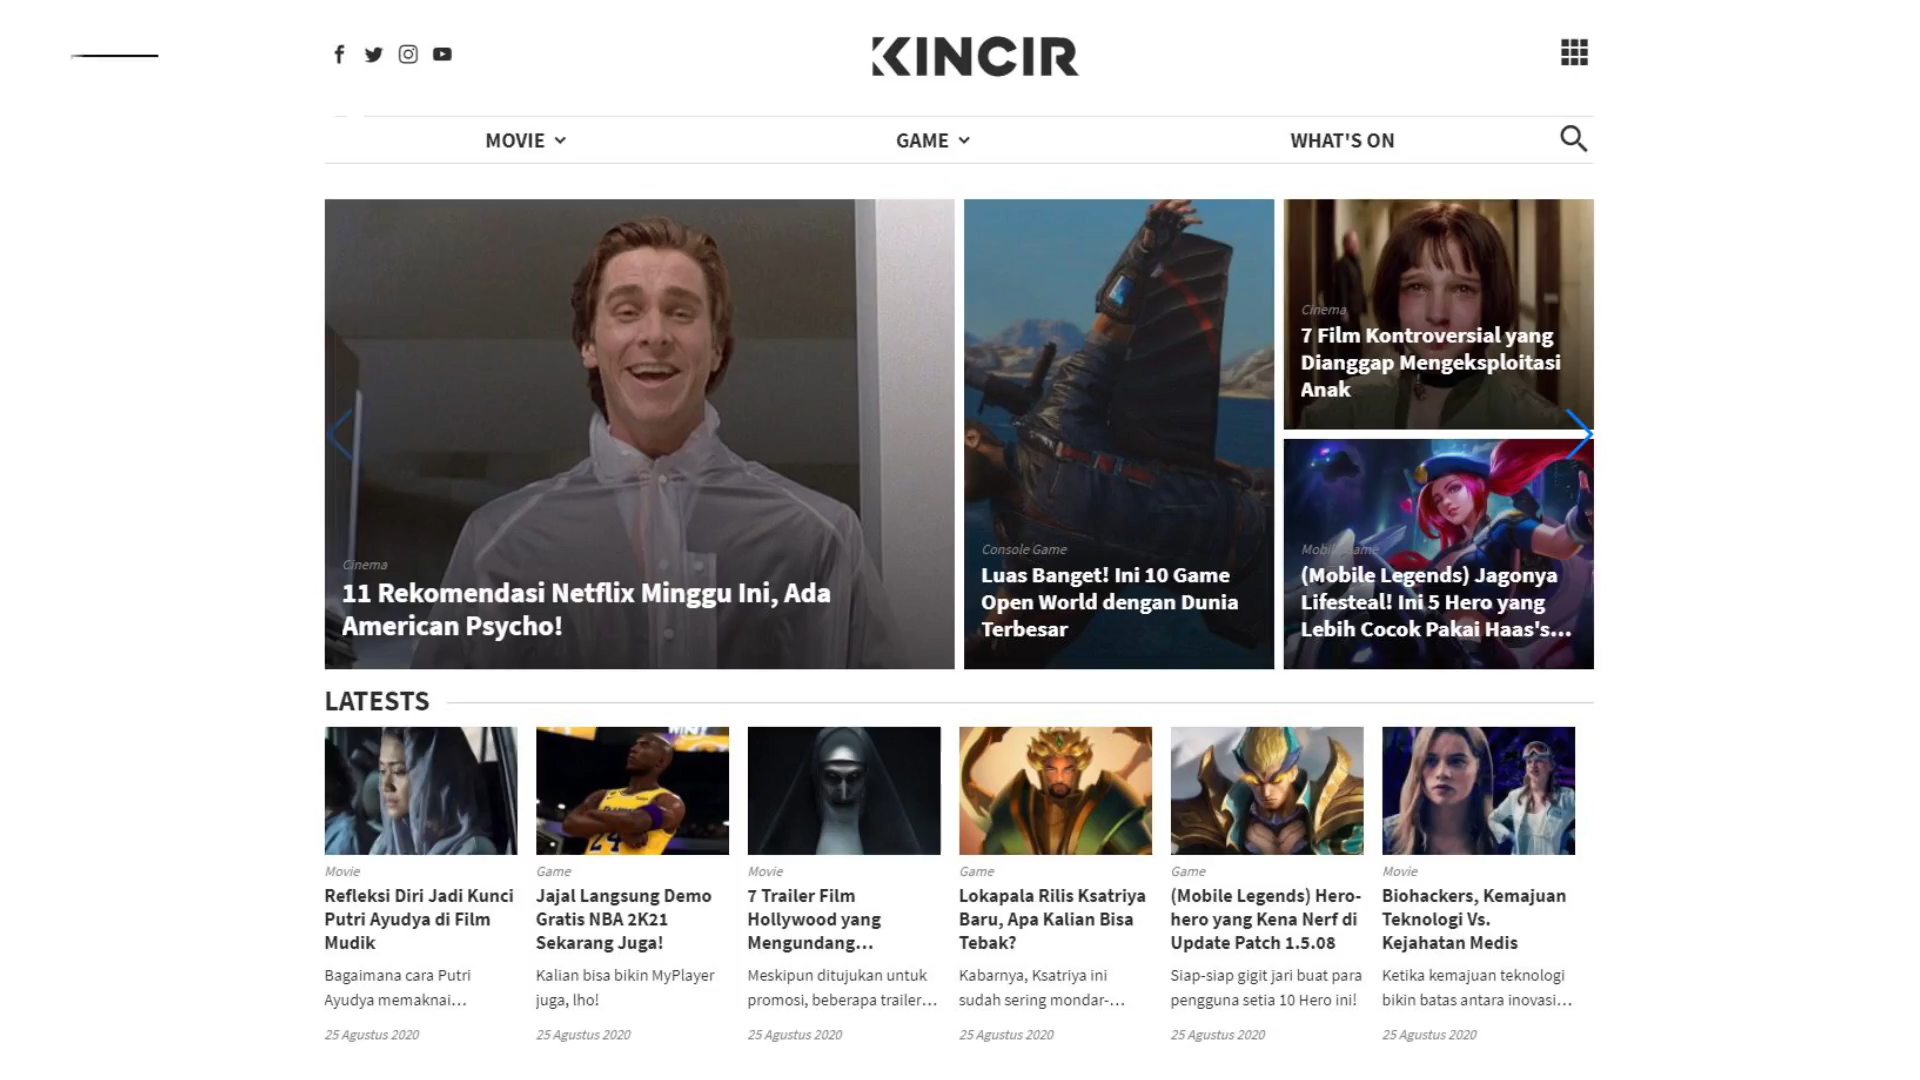 KINCIR
MOVIE
GAME
WHAT'S ON
Cinema
11 Rekomendasi Netflix Minggu Ini, Ada
American Psycho!
Console Game
Luas Banget! Ini 10 Game
Open World dengan Dunia
Terbesar
Cinema
7 Film Kontroversial yang
Dianggap Mengeksploitasi
Anak
Mobile Game
(Mobile Legends) Jagonya
Lifesteal! Ini 5 Hero yang
Lebih Cocok Pakai Haas's...
LATESTS
Movie
Refleksi Diri Jadi Kunci
Putri Ayudya di Film
Mudik
Bagaimana cara Putri
Ayudya memaknai...
25 Agustus 2020
24
Game
Jajal Langsung Demo
Gratis NBA 2K21
Sekarang Juga!
Kalian bisa bikin MyPlayer
juga, lho!
25 Agustus 2020
Movie
7 Trailer Film
Hollywood yang
Mengundang...
Meskipun ditujukan untuk
promosi, beberapa trailer...
25 Agustus 2020
Game
Lokapala Rilis Ksatriya
Baru, Apa Kalian Bisa
Tebak?
Kabarnya, Ksatriya ini
sudah sering mondar-...
25 Agustus 2020
Game
(Mobile Legends) Hero-
hero yang Kena Nerf di
Update Patch 1.5.08
Siap-siap gigit jari buat para
pengguna setia 10 Hero ini!
25 Agustus 2020
Movie
Biohackers, Kemajuan
Teknologi Vs.
Kejahatan Medis
Ketika kemajuan teknologi
bikin batas antara inovasi...
25 Agustus 2020